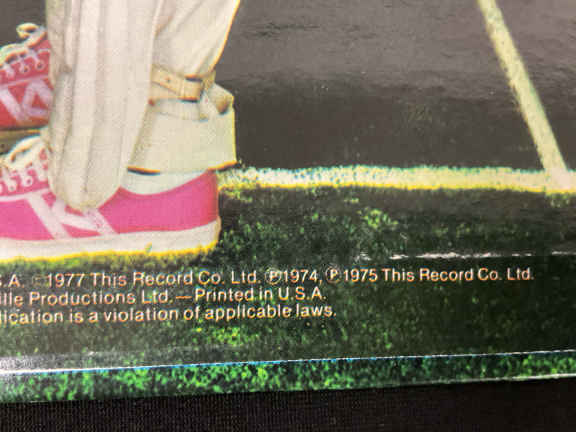 S.A. ©1977 This Record Co. Ltd. ℗1974, ℗1975 This Record Co. Ltd.
ille Productions Ltd. — Printed in U.S.A.
lication is a violation of applicable laws.